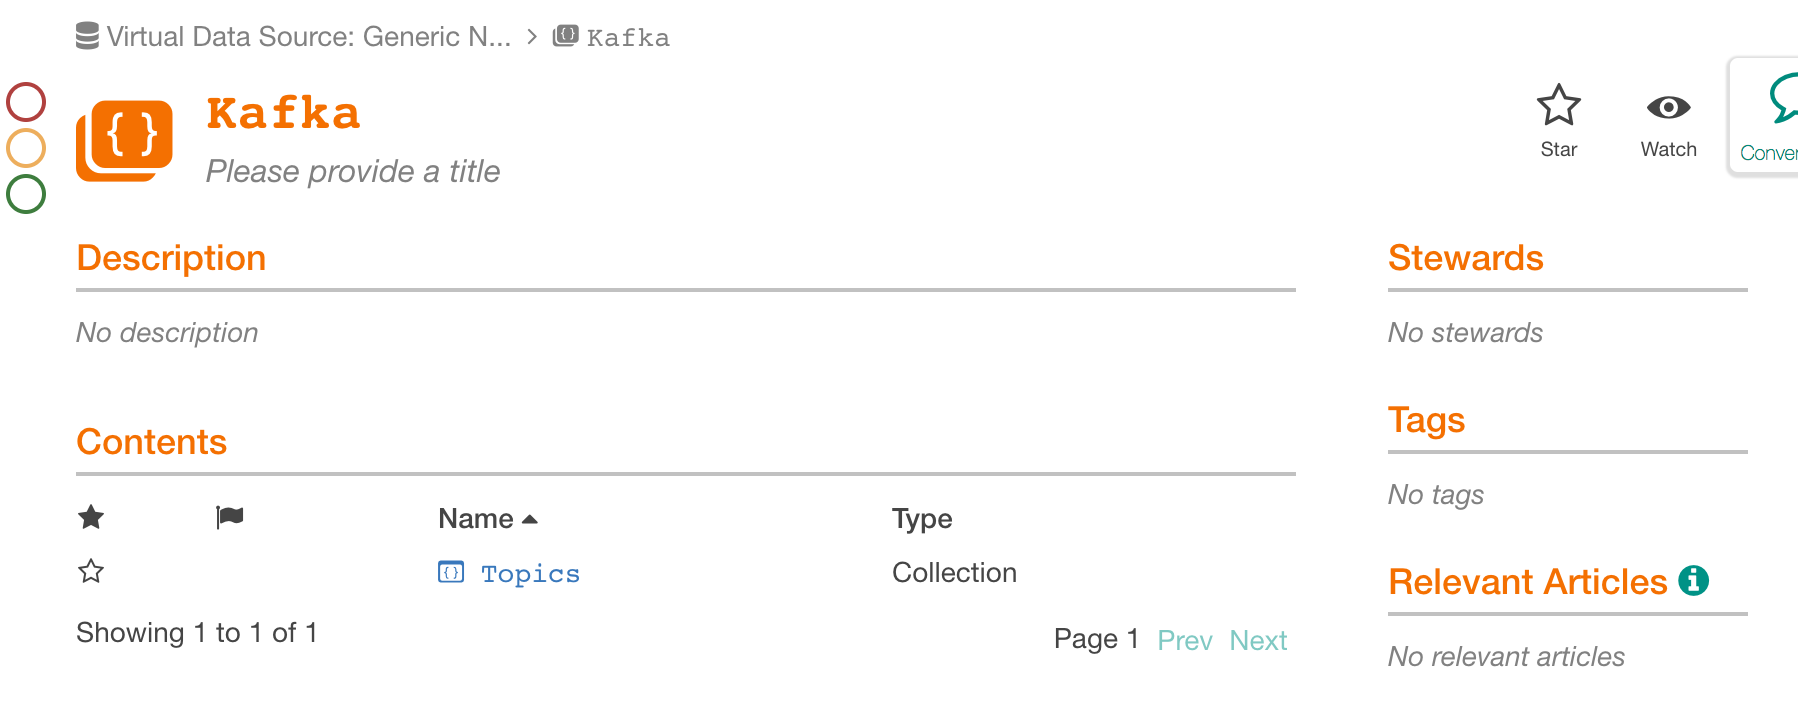 Virtual Data Source: Generic N... > Kafka
Kafka
Please provide a title
Star
Watch
Description
No description
Contents
Name Type
Topics Collection
Showing 1 to 1 of 1
Page 1 Prev Next
Stewards
No stewards
Tags
No tags
Relevant Articles
No relevant articles